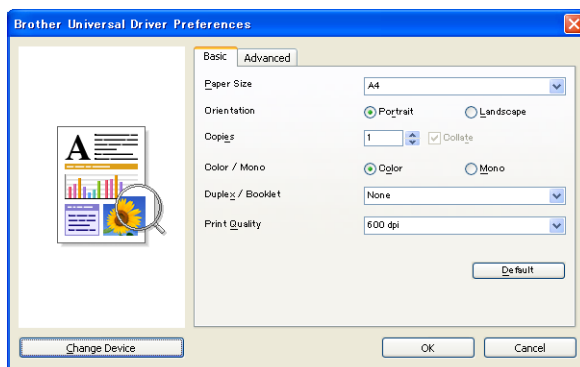 Brother Universal Driver Preferences
Basic Advanced
Paper Size A4
Orientation Portrait Landscape
Copies 1 Collate
Color / Mono Color Mono
Duplex / Booklet None
Print Quality 600 dpi
Default
A
Change Device OK Cancel